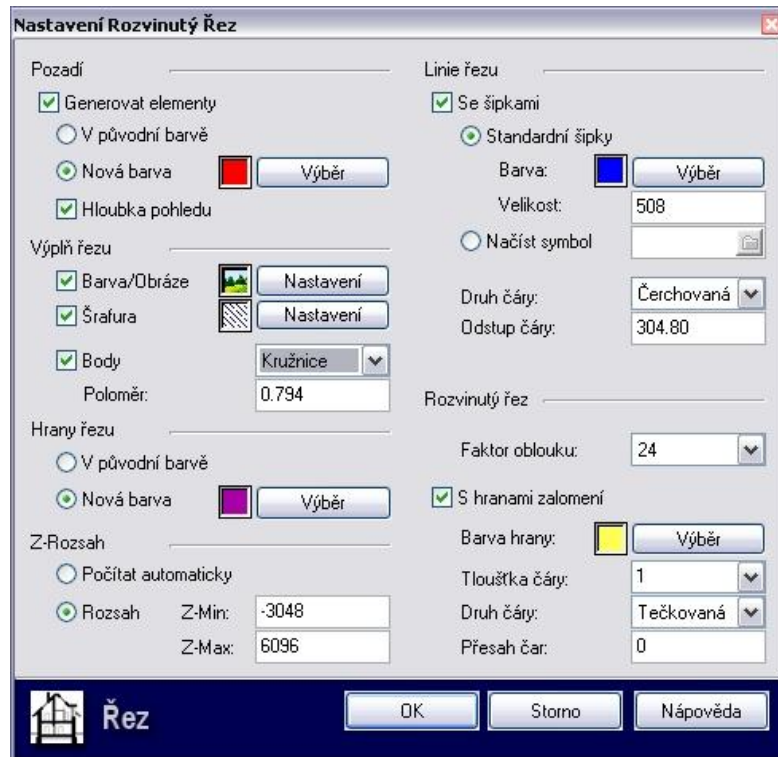 Nastavení Rozvinutý Řez
Pozadí
Generovat elementy
V původní barvě
Nová barva
Výběr
Hloubka pohledu
Výplň řezu
Barva/Obráze
Nastavení
Šrafura
Nastavení
Body
Kružnice
Poloměr:
0.794
Hrany řezu
V původní barvě
Nová barva
Výběr
Z-Rozsah
Počítat automaticky
Rozsah
Z-Min:
-3048
Z-Max:
6096
Linie řezu
Se šipkami
Standardní šipky
Barva:
Výběr
Velikost:
508
Načíst symbol
Druh čáry:
Čerchovaná
Odstup čáry:
304.80
Rozvinutý řez
Faktor oblouku:
24
S hranami zalomení
Barva hrany:
Výběr
Tloušťka čáry:
1
Druh čáry:
Tečkovaná
Přesah čar:
0
Řez
OK
Storno
Nápověda